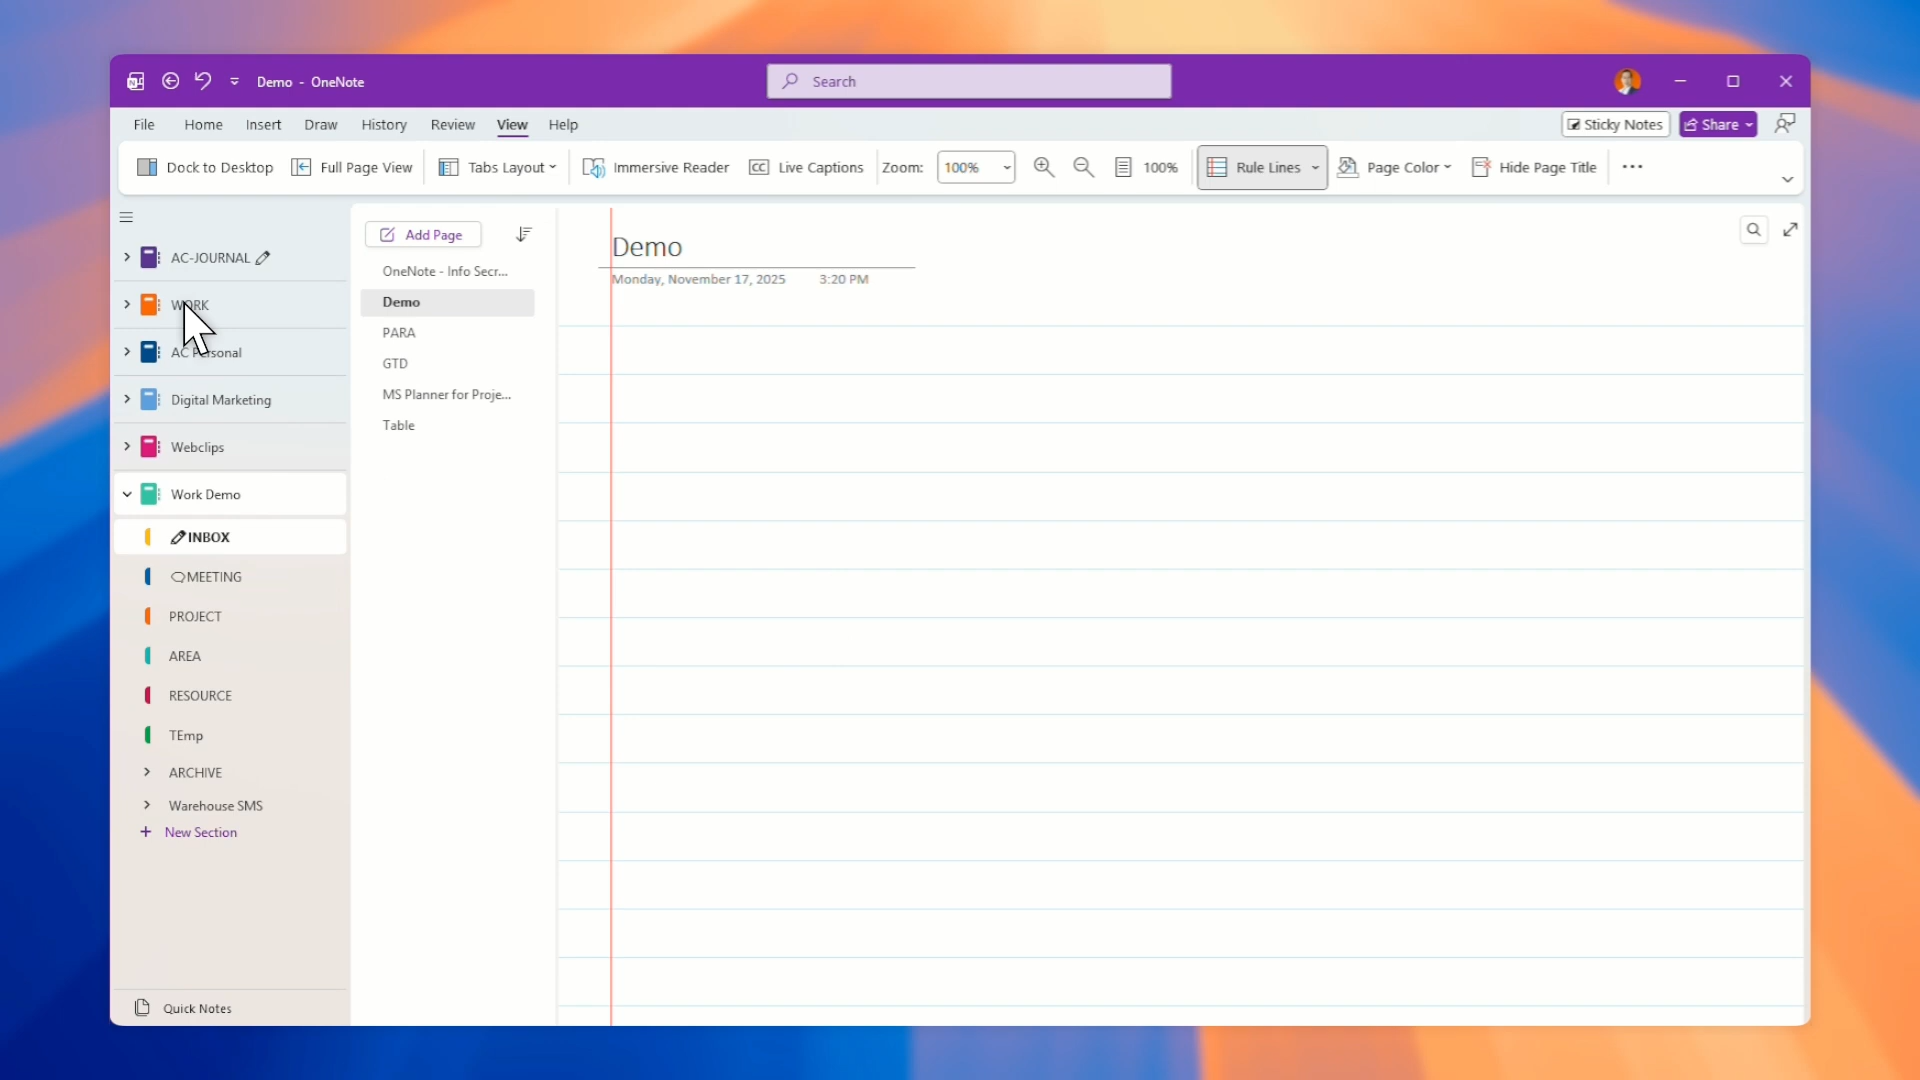 Demo - OneNote
Search
File Home Insert Draw History Review View Help
Sticky Notes Share
Dock to Desktop Full Page View Tabs Layout Immersive Reader CC Live Captions Zoom: 100% 100% Rule Lines Page Color Hide Page Title
AC-JOURNAL
WORK
AC Personal
Digital Marketing
Webclips
Work Demo
INBOX
MEETING
PROJECT
AREA
RESOURCE
TEmp
ARCHIVE
Warehouse SMS
New Section
Quick Notes
Add Page
OneNote - Info Secr...
Demo
PARA
GTD
MS Planner for Proje...
Table
Demo
Monday, November 17, 2025 3:20 PM